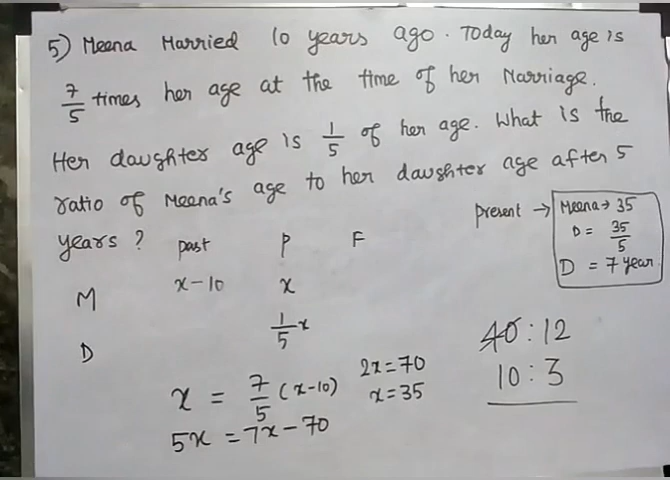 5) Meena Married 10 years ago. Today her age is
7/5 times her age at the time of her Marriage.
Her daughter age is 1/5 of her age. What is the
ratio of Meena's age to her daughter age after 5
years?
past P F
M x-10 x
D 1/5 x
x = 7/5 (x-10)
5x = 7x-70
2x=70
x=35
present → Meena→ 35
D = 35/5
D = 7 year
40:12
10:3